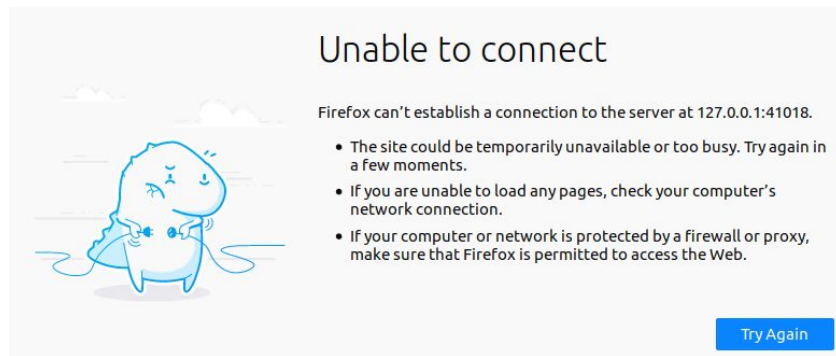 Unable to connect
Firefox can’t establish a connection to the server at 127.0.0.1:41018.
• The site could be temporarily unavailable or too busy. Try again in
a few moments.
• If you are unable to load any pages, check your computer’s
network connection.
• If your computer or network is protected by a firewall or proxy,
make sure that Firefox is permitted to access the Web.
Try Again